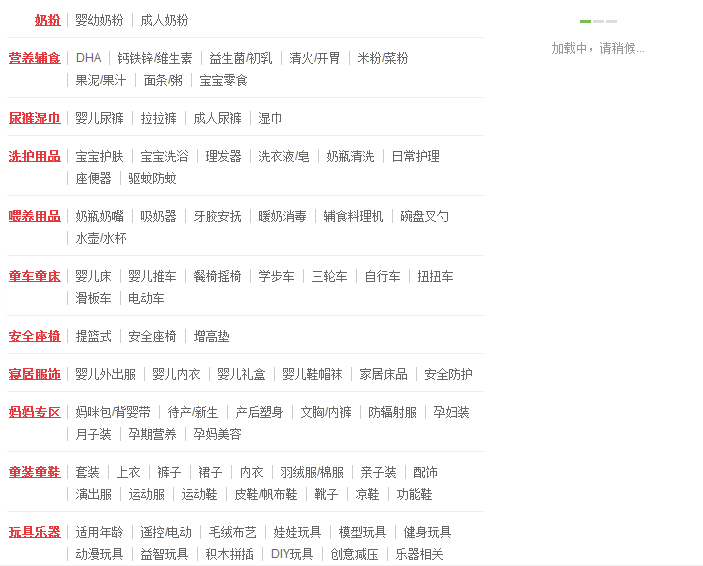 奶粉 婴幼奶粉 成人奶粉
营养辅食 DHA 钙铁锌/维生素 益生菌/初乳 清火/开胃 米粉/菜粉
果泥/果汁 面条/粥 宝宝零食
尿裤湿巾 婴儿尿裤 拉拉裤 成人尿裤 湿巾
洗护用品 宝宝护肤 宝宝洗浴 理发器 洗衣液/皂 奶瓶清洗 日常护理
座便器 驱蚊防蚊
喂养用品 奶瓶奶嘴 吸奶器 牙胶安抚 暖奶消毒 辅食料理机 碗盘叉勺
水壶/水杯
童车童床 婴儿床 婴儿推车 餐椅摇椅 学步车 三轮车 自行车 扭扭车
滑板车 电动车
安全座椅 提篮式 安全座椅 增高垫
寝居服饰 婴儿外出服 婴儿内衣 婴儿礼盒 婴儿鞋帽袜 家居床品 安全防护
妈妈专区 妈咪包/背婴带 待产/新生 产后塑身 文胸/内裤 防辐射服 孕妇装
月子装 孕期营养 孕妈美容
童装童鞋 套装 上衣 裤子 裙子 内衣 羽绒服/棉服 亲子装 配饰
演出服 运动服 运动鞋 皮鞋/帆布鞋 靴子 凉鞋 功能鞋
玩具乐器 适用年龄 遥控/电动 毛绒布艺 娃娃玩具 模型玩具 健身玩具
动漫玩具 益智玩具 积木拼插 DIY玩具 创意减压 乐器相关
加载中，请稍候...